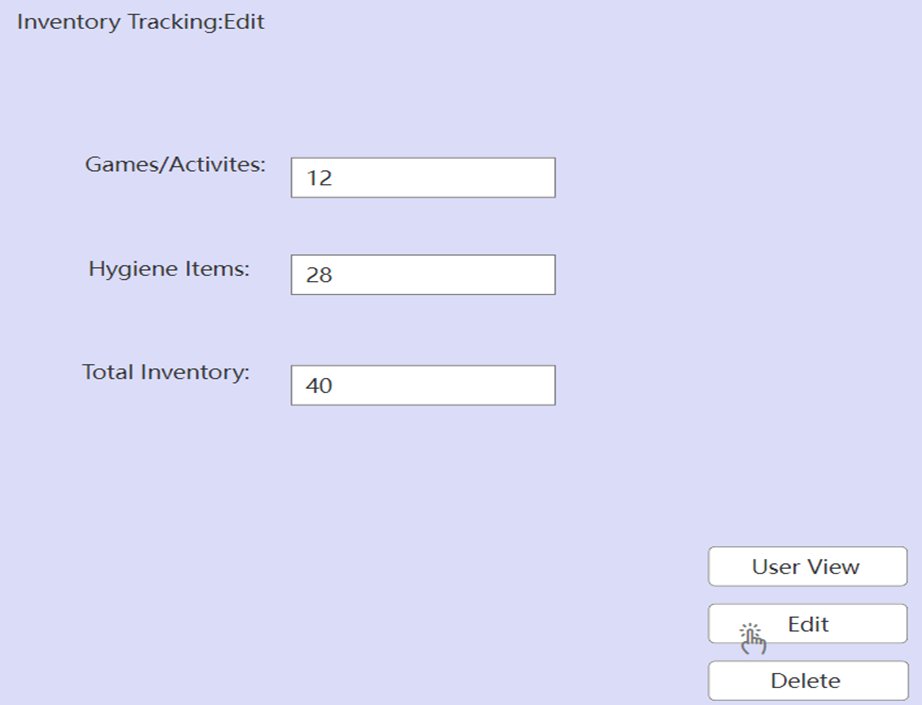 Inventory Tracking:Edit
Games/Activites:
12
Hygiene Items:
28
Total Inventory:
40
User View
Edit
Delete